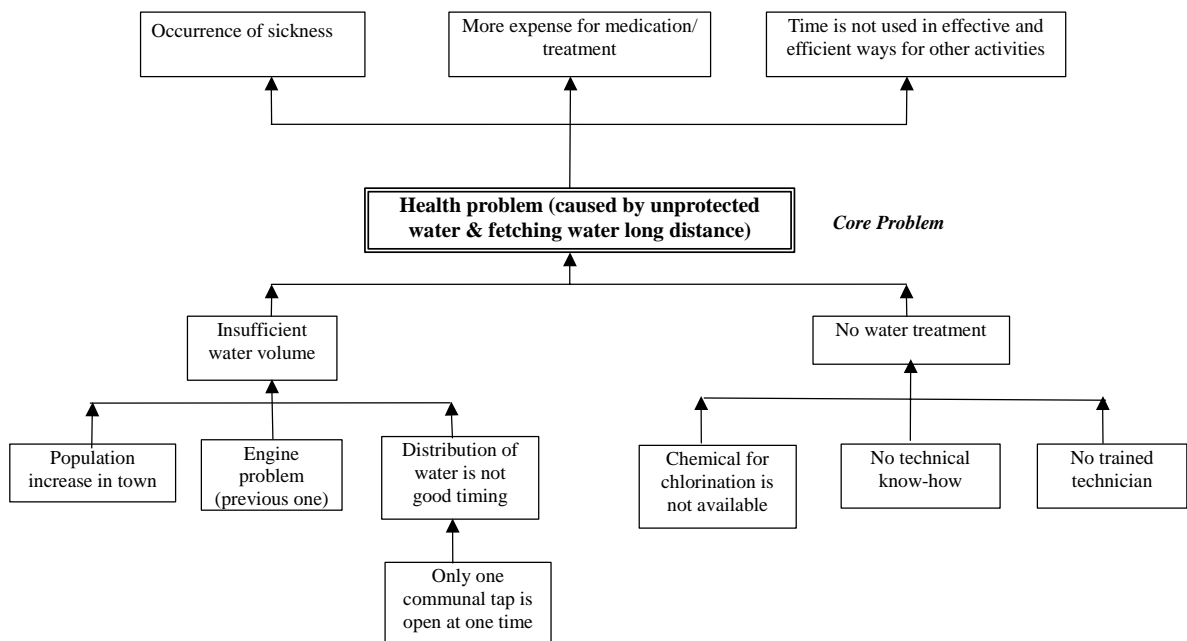 Occurrence of sickness
More expense for medication/
treatment
Time is not used in effective and
efficient ways for other activities
Health problem (caused by unprotected
water & fetching water long distance)
Core Problem
Insufficient
water volume
No water treatment
Population
increase in town
Engine
problem
(previous one)
Distribution of
water is not
good timing
Chemical for
chlorination is
not available
No technical
know-how
No trained
technician
Only one
communal tap is
open at one time